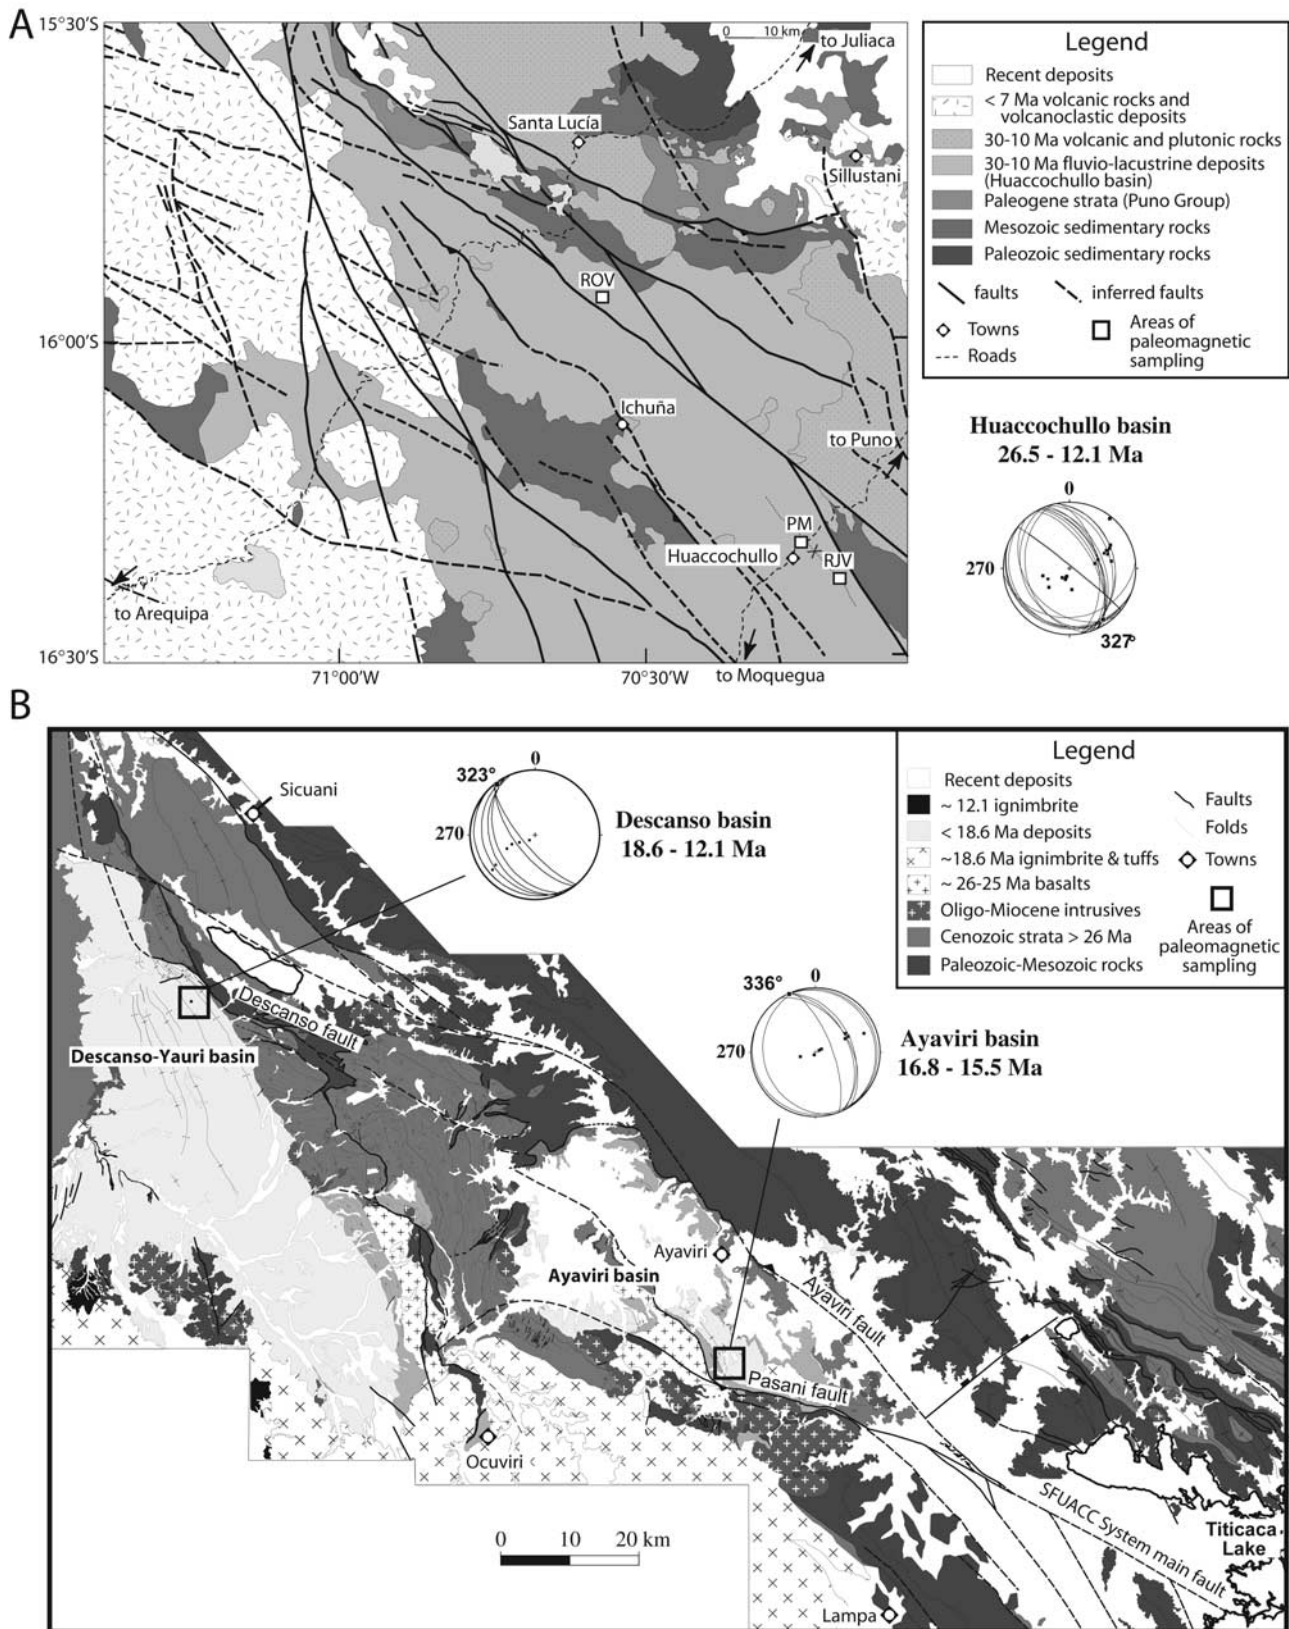 A
15°30'S
16°00'S
16°30'S
71°00'W
70°30'W
0 10 km
to Juliaca
Santa Lucía
Sillustani
ROV
Ichuña
to Puno
PM
Huaccochullo
RJV
to Arequipa
to Moquegua
Legend
Recent deposits
< 7 Ma volcanic rocks and
volcanoclastic deposits
30-10 Ma volcanic and plutonic rocks
30-10 Ma fluvio-lacustrine deposits
(Huaccochullo basin)
Paleogene strata (Puno Group)
Mesozoic sedimentary rocks
Paleozoic sedimentary rocks
faults
inferred faults
Towns
Roads
Areas of
paleomagnetic
sampling
Huaccochullo basin
26.5 - 12.1 Ma
0
270
327°
B
Sicuani
323°
0
270
Descanso basin
18.6 - 12.1 Ma
Descanso fault
Descanso-Yauri basin
336°
0
270
Ayaviri basin
16.8 - 15.5 Ma
Ayaviri
Ayaviri basin
Ayaviri fault
Pasani fault
Ocuviri
SFUACC System main fault
Titicaca
Lake
Lampa
0 10 20 km
Legend
Recent deposits
~ 12.1 ignimbrite
< 18.6 Ma deposits
~18.6 Ma ignimbrite & tuffs
~ 26-25 Ma basalts
Oligo-Miocene intrusives
Cenozoic strata > 26 Ma
Paleozoic-Mesozoic rocks
Faults
Folds
Towns
Areas of
paleomagnetic
sampling